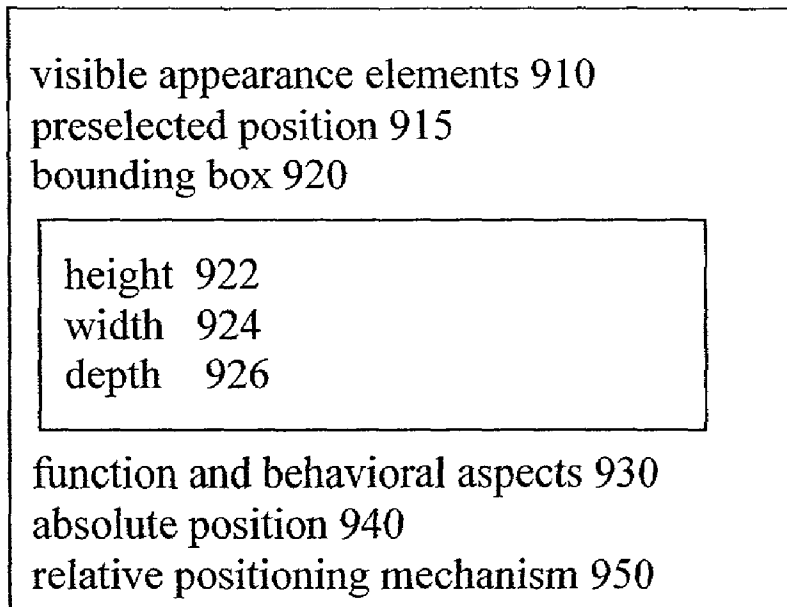 visible appearance elements 910
preselected position 915
bounding box 920
height 922
width 924
depth 926
function and behavioral aspects 930
absolute position 940
relative positioning mechanism 950